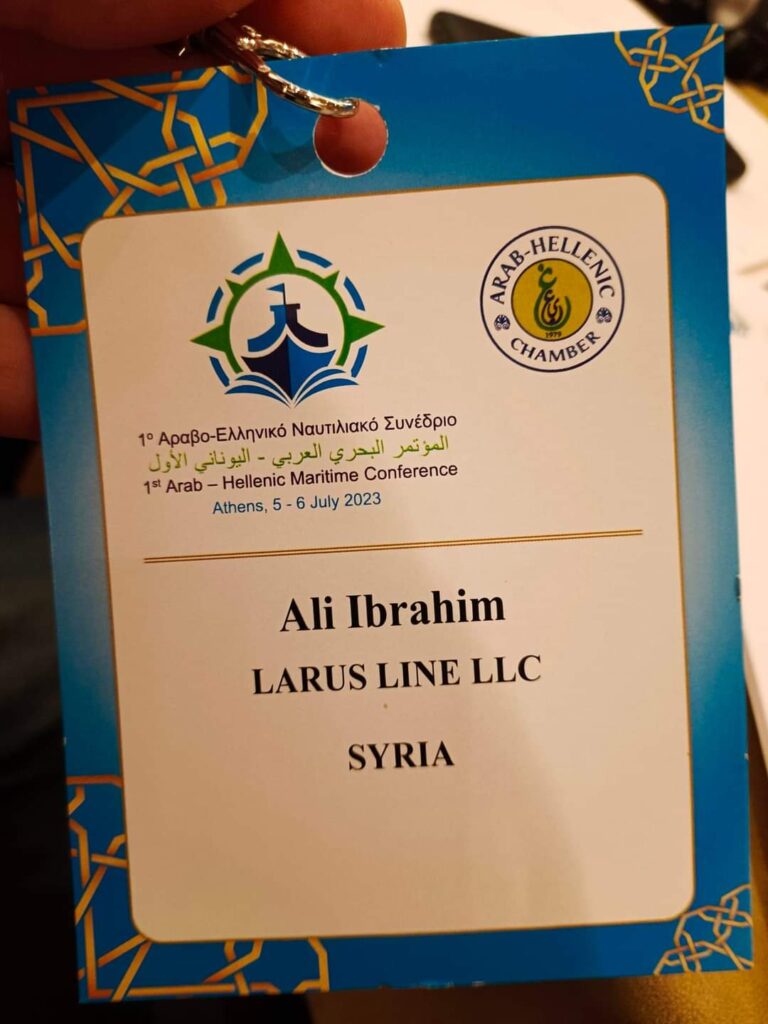 ARAB-HELLENIC
CHAMBER
1979
1ο Αραβο-Ελληνικό Ναυτιλιακό Συνέδριο
المؤتمر البحري العربي - اليوناني الأول
1st Arab – Hellenic Maritime Conference
Athens, 5 - 6 July 2023
Ali Ibrahim
LARUS LINE LLC
SYRIA